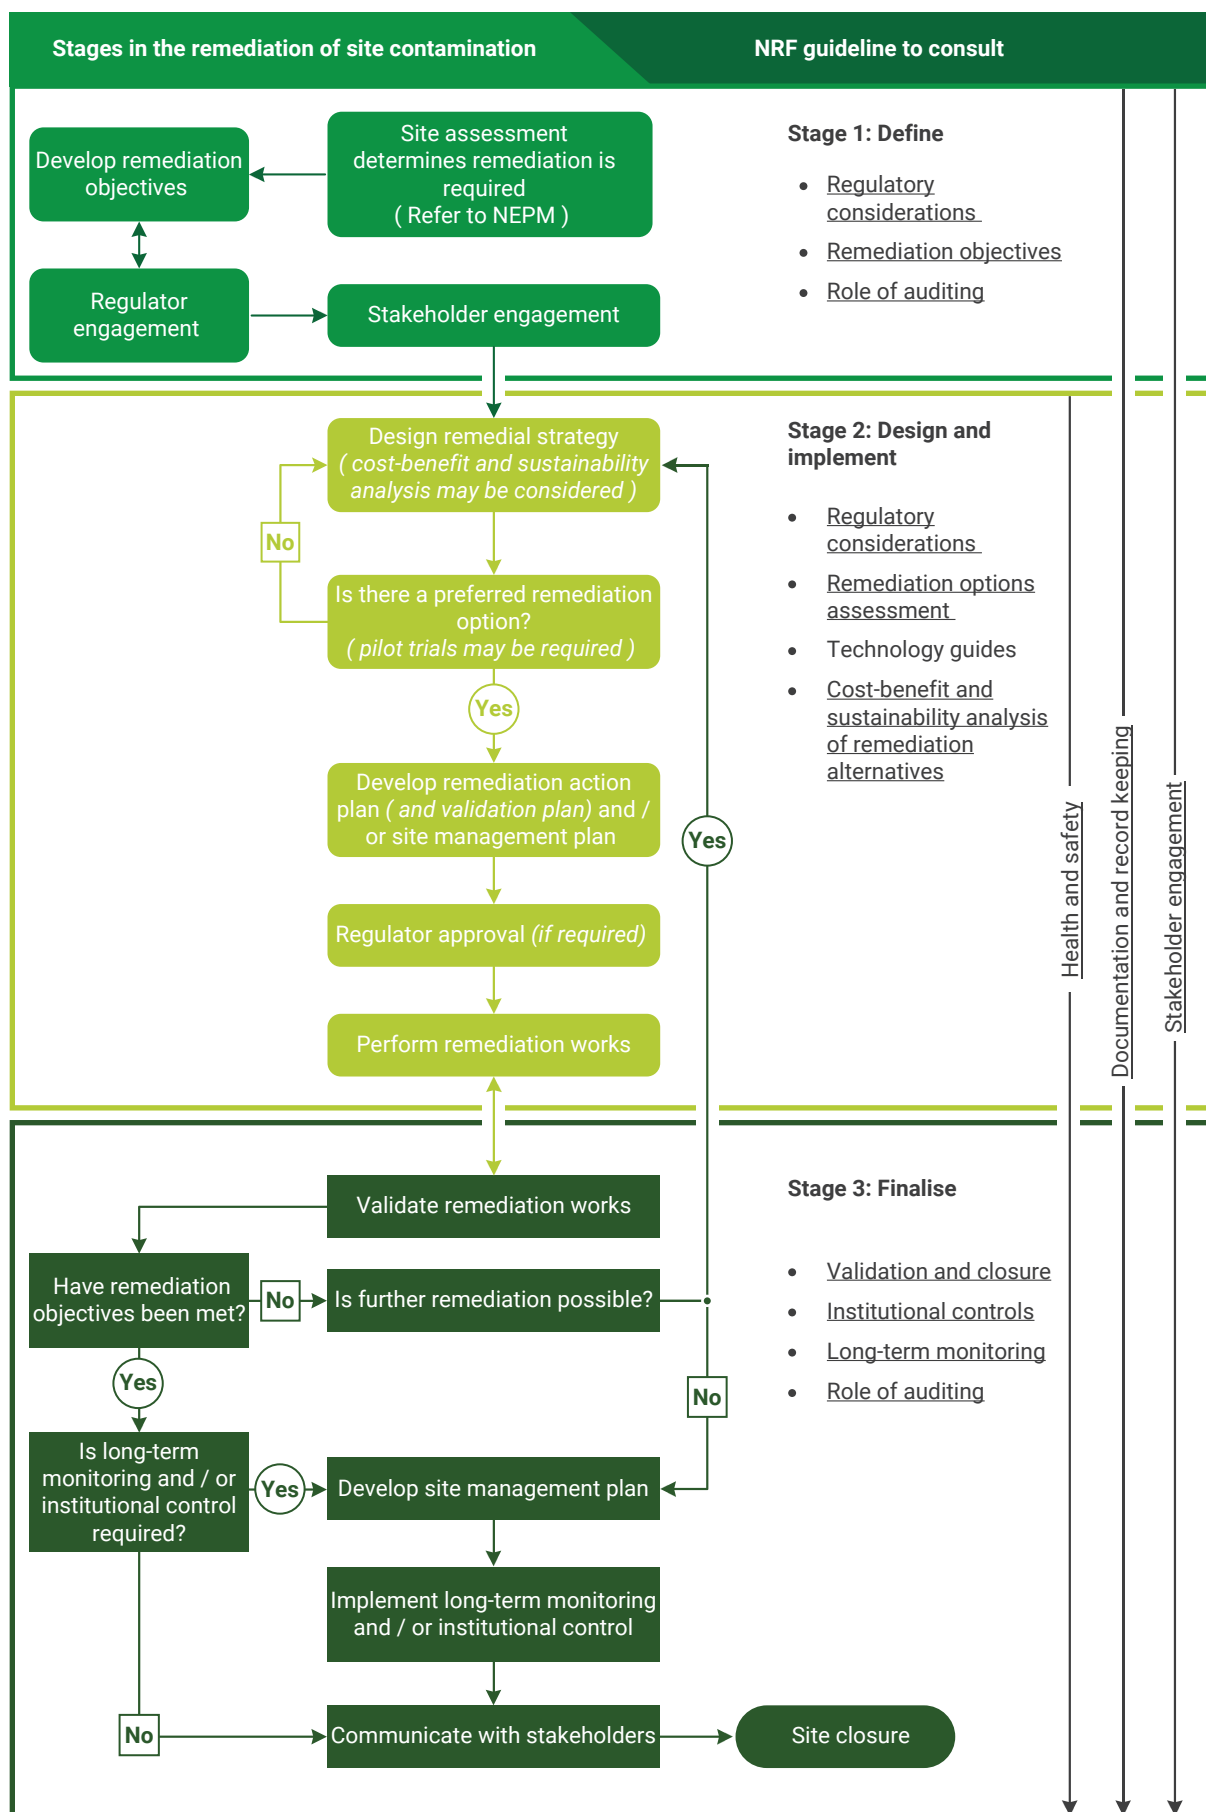 Stages in the remediation of site contamination
NRF guideline to consult
Site assessment
determines remediation is
required
( Refer to NEPM )
Develop remediation
objectives
Regulator
engagement
Stakeholder engagement
Stage 1: Define
• Regulatory
considerations
• Remediation objectives
• Role of auditing
Design remedial strategy
( cost-benefit and sustainability
analysis may be considered )
No
Is there a preferred remediation
option?
( pilot trials may be required )
Yes
Develop remediation action
plan ( and validation plan) and /
or site management plan
Yes
Regulator approval (if required)
Perform remediation works
Stage 2: Design and
implement
• Regulatory
considerations
• Remediation options
assessment
• Technology guides
• Cost-benefit and
sustainability analysis
of remediation
alternatives
Health and safety
Documentation and record keeping
Stakeholder engagement
Validate remediation works
Have remediation
objectives been met?
No
Is further remediation possible?
Yes
No
Is long-term
monitoring and / or
institutional control
required?
Yes
Develop site management plan
Implement long-term monitoring
and / or institutional control
No
Communicate with stakeholders
Site closure
Stage 3: Finalise
• Validation and closure
• Institutional controls
• Long-term monitoring
• Role of auditing